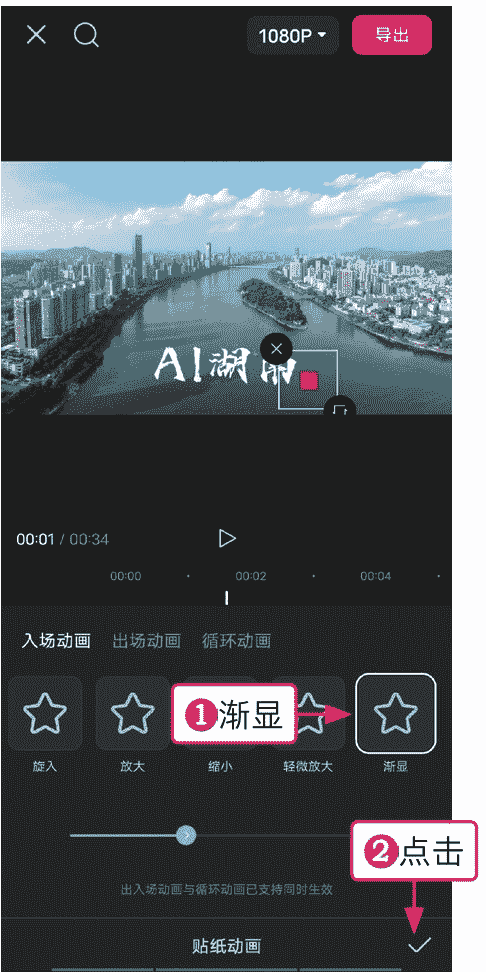 1080P
导出
AI湖南
00:01 / 00:34
00:00
00:02
00:04
入场动画 出场动画 循环动画
❶渐显
旋入 放大 缩小 轻微放大 渐显
❷点击
出入场动画与循环动画已支持同时生效
贴纸动画